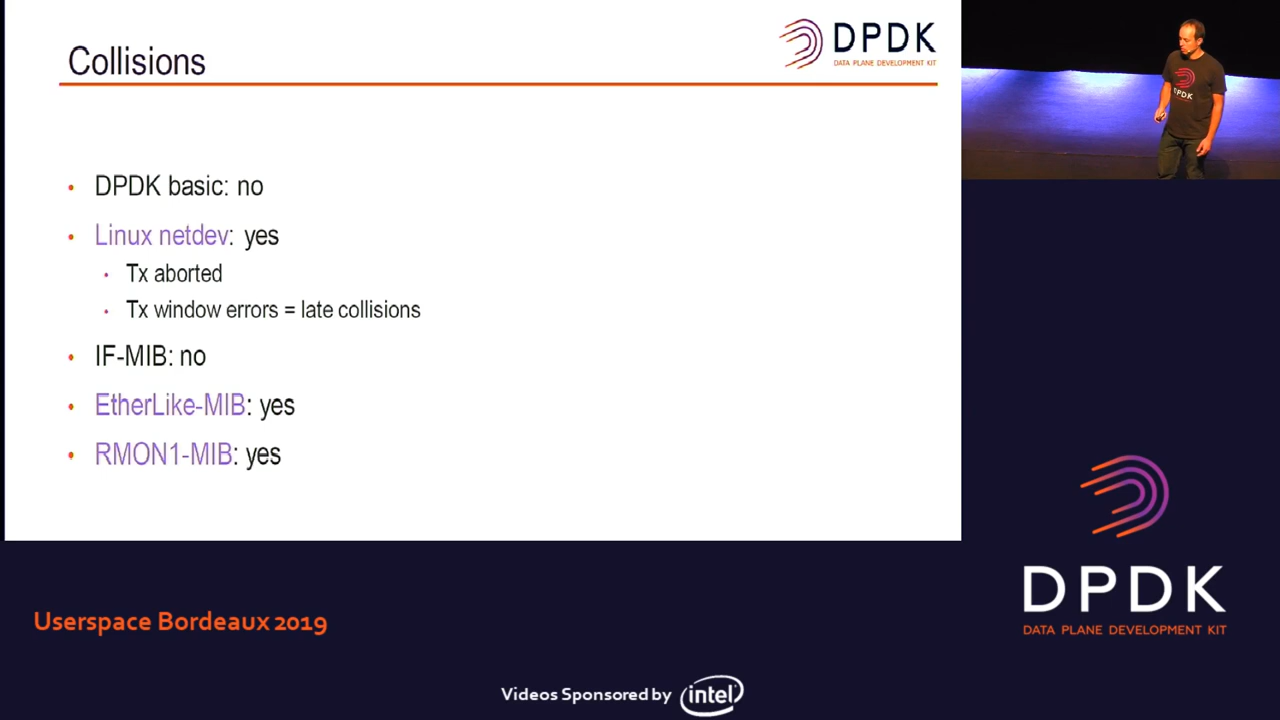 Collisions
DPDK
DATA PLANE DEVELOPMENT KIT
• DPDK basic: no
• Linux netdev: yes
• Tx aborted
• Tx window errors = late collisions
• IF-MIB: no
• EtherLike-MIB: yes
• RMON1-MIB: yes
DPDK
DPDK
DATA PLANE DEVELOPMENT KIT
Userspace Bordeaux 2019
Videos Sponsored by intel